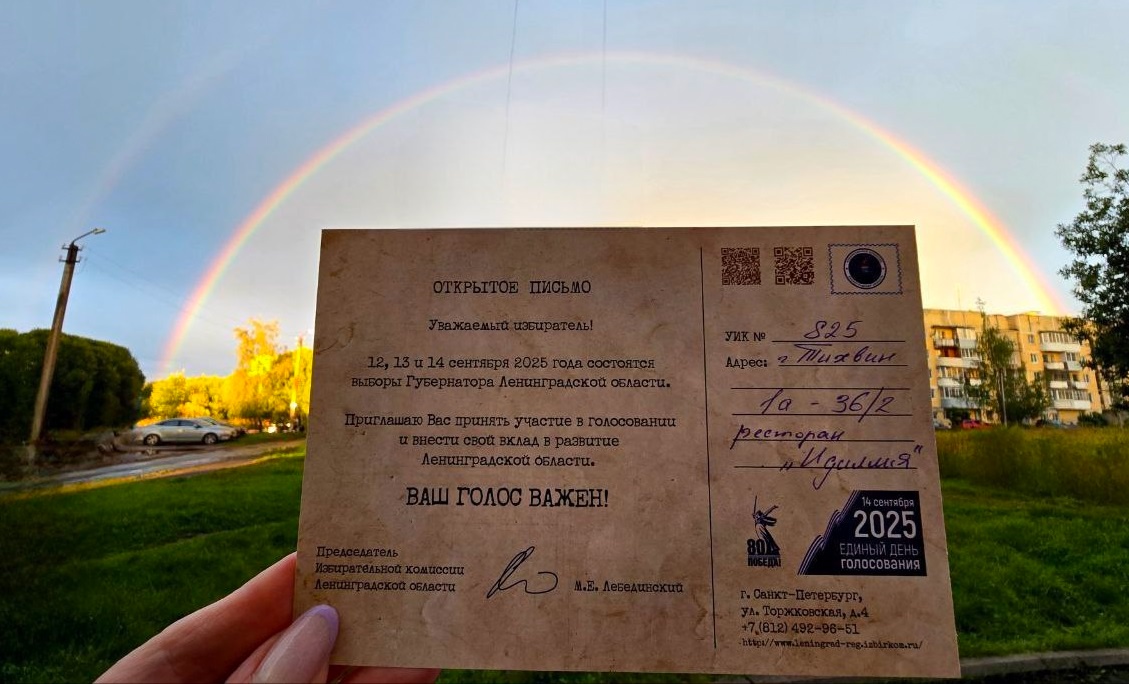 ОТКРЫТОЕ ПИСЬМО
Уважаемый избиратель!
12, 13 и 14 сентября 2025 года состоятся
выборы Губернатора Ленинградской области.
Приглашаю Вас принять участие в голосовании
и внести свой вклад в развитие
Ленинградской области.
ВАШ ГОЛОС ВАЖЕН!
Председатель
Избирательной комиссии
Ленинградской области
М.Е. Лебединский
УИК № 825
Адрес: г Тихвин
1а - 36/2
ресторан
„Идиллия"
80
ПОБЕДА!
14 сентября
2025
ЕДИНЫЙ ДЕНЬ
ГОЛОСОВАНИЯ
г. Санкт-Петербург,
ул. Торжковская, д.4
+7(812) 492-96-51
http://www.leningrad-reg.izbirkom.ru/